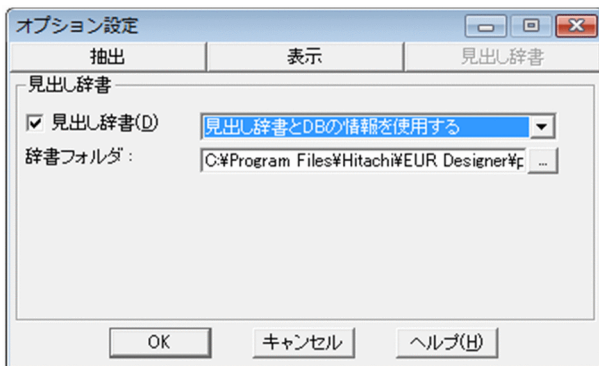 オプション設定
抽出 表示 見出し辞書
見出し辞書
見出し辞書(D) 見出し辞書とDBの情報を使用する
辞書フォルダ： C:¥Program Files¥Hitachi¥EUR Designer¥p ...
OK キャンセル ヘルプ(H)